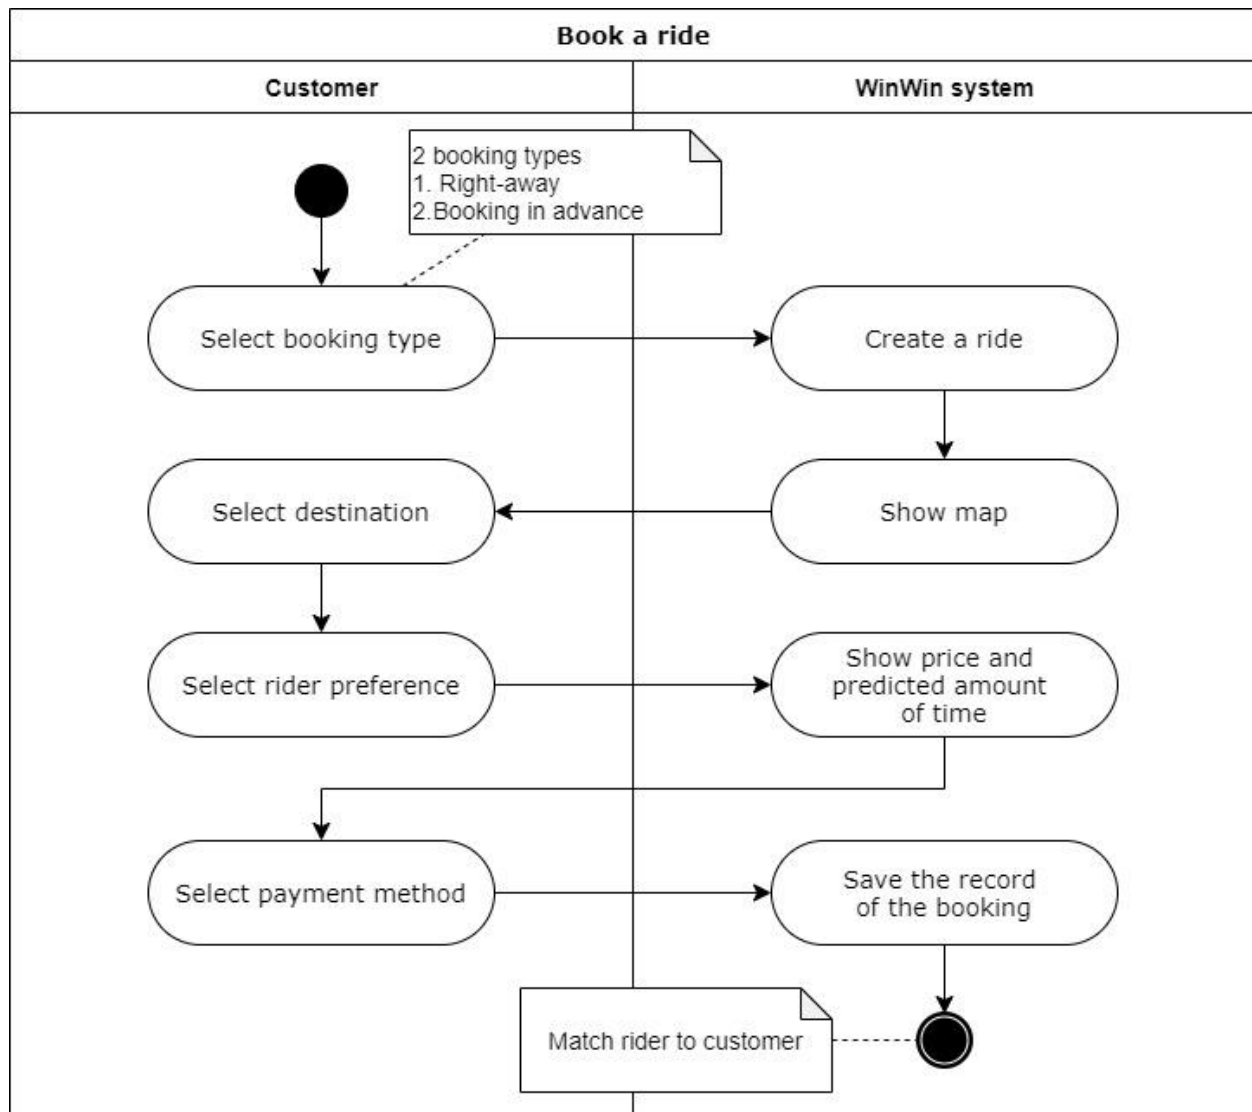 Book a ride
Customer
WinWin system
2 booking types
1. Right-away
2.Booking in advance
Select booking type
Create a ride
Select destination
Show map
Select rider preference
Show price and
predicted amount
of time
Select payment method
Save the record
of the booking
Match rider to customer